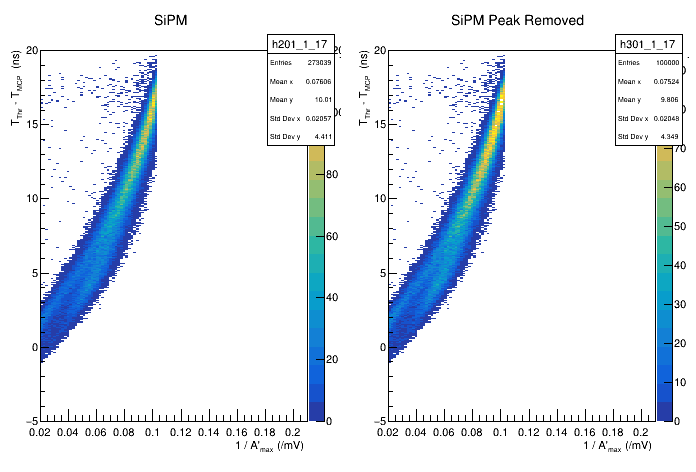 SiPM
h201_1_17
Entries 273039
Mean x 0.07606
Mean y 10.01
Std Dev x 0.02057
Std Dev y 4.411
T_Thr - T_MCP (ns)
20
15
10
5
0
−5
0.02 0.04 0.06 0.08 0.1 0.12 0.14 0.16 0.18 0.2
1 / A'_max (/mV)
80
60
40
20
0
SiPM Peak Removed
h301_1_17
Entries 100000
Mean x 0.07524
Mean y 9.806
Std Dev x 0.02048
Std Dev y 4.349
T_Thr - T_MCP (ns)
20
15
10
5
0
−5
0.02 0.04 0.06 0.08 0.1 0.12 0.14 0.16 0.18 0.2
1 / A'_max (/mV)
70
60
50
40
30
20
10
0